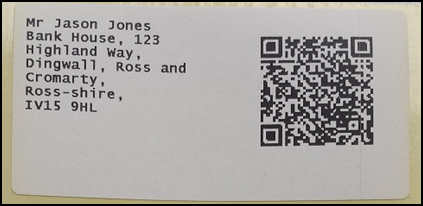 Mr Jason Jones
Bank House, 123
Highland Way,
Dingwall, Ross and
Cromarty,
Ross-shire,
IV15 9HL